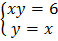 {xy = 6
y = x